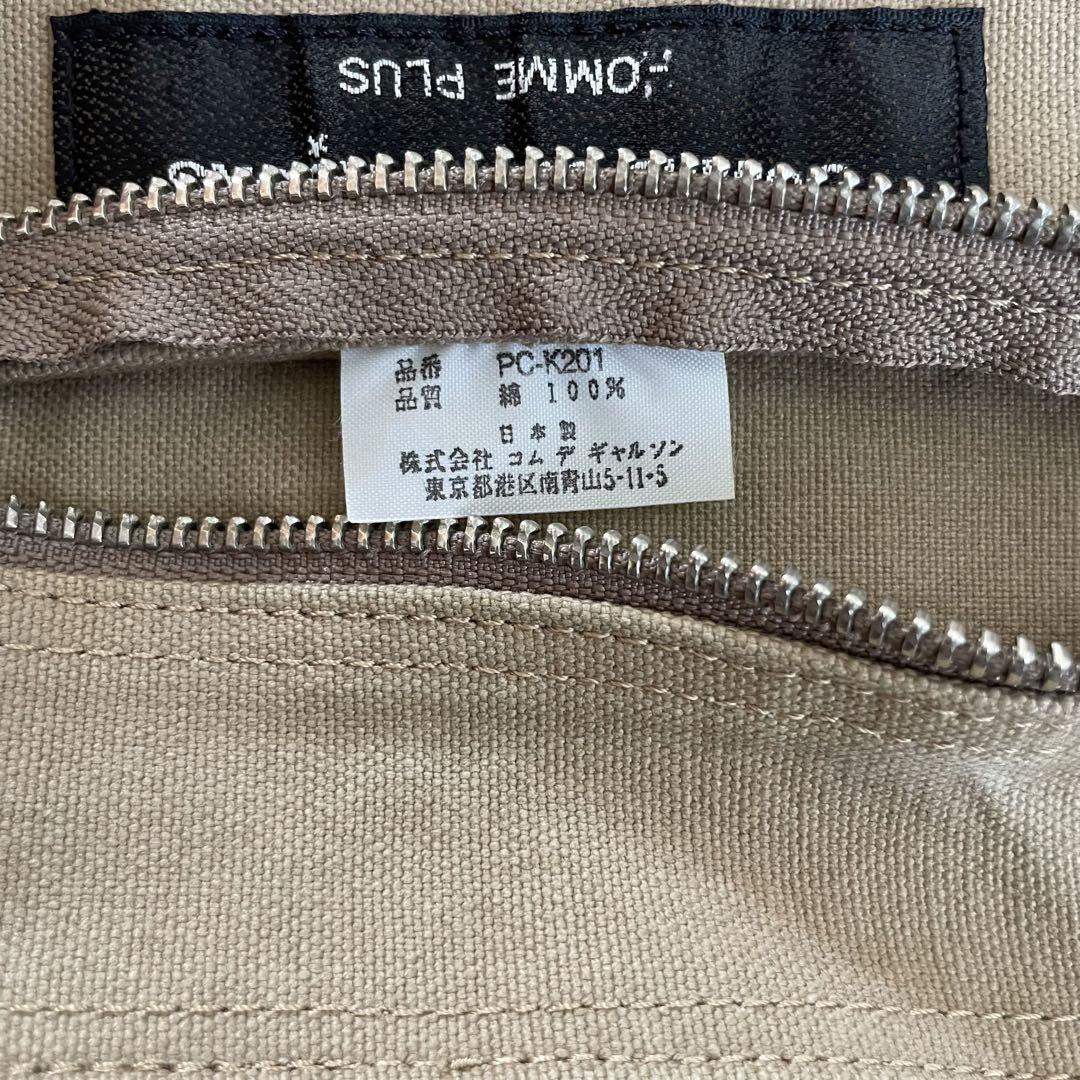 HOMME PLUS
品番 PC-K201
品質 綿 100%
日本製
株式会社 コム デ ギャルソン
東京都港区南青山5-11-5